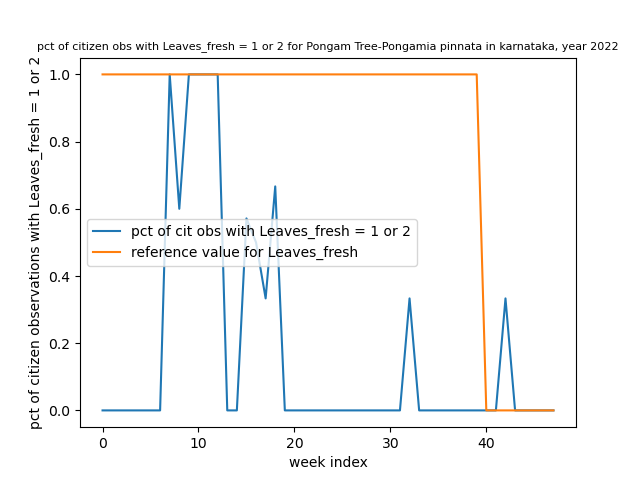 pct of citizen obs with Leaves_fresh = 1 or 2 for Pongam Tree-Pongamia pinnata in karnataka, year 2022
pct of citizen observations with Leaves_fresh = 1 or 2
1.0
0.8
0.6
0.4
0.2
0.0
pct of cit obs with Leaves_fresh = 1 or 2
reference value for Leaves_fresh
0
10
20
30
40
week index